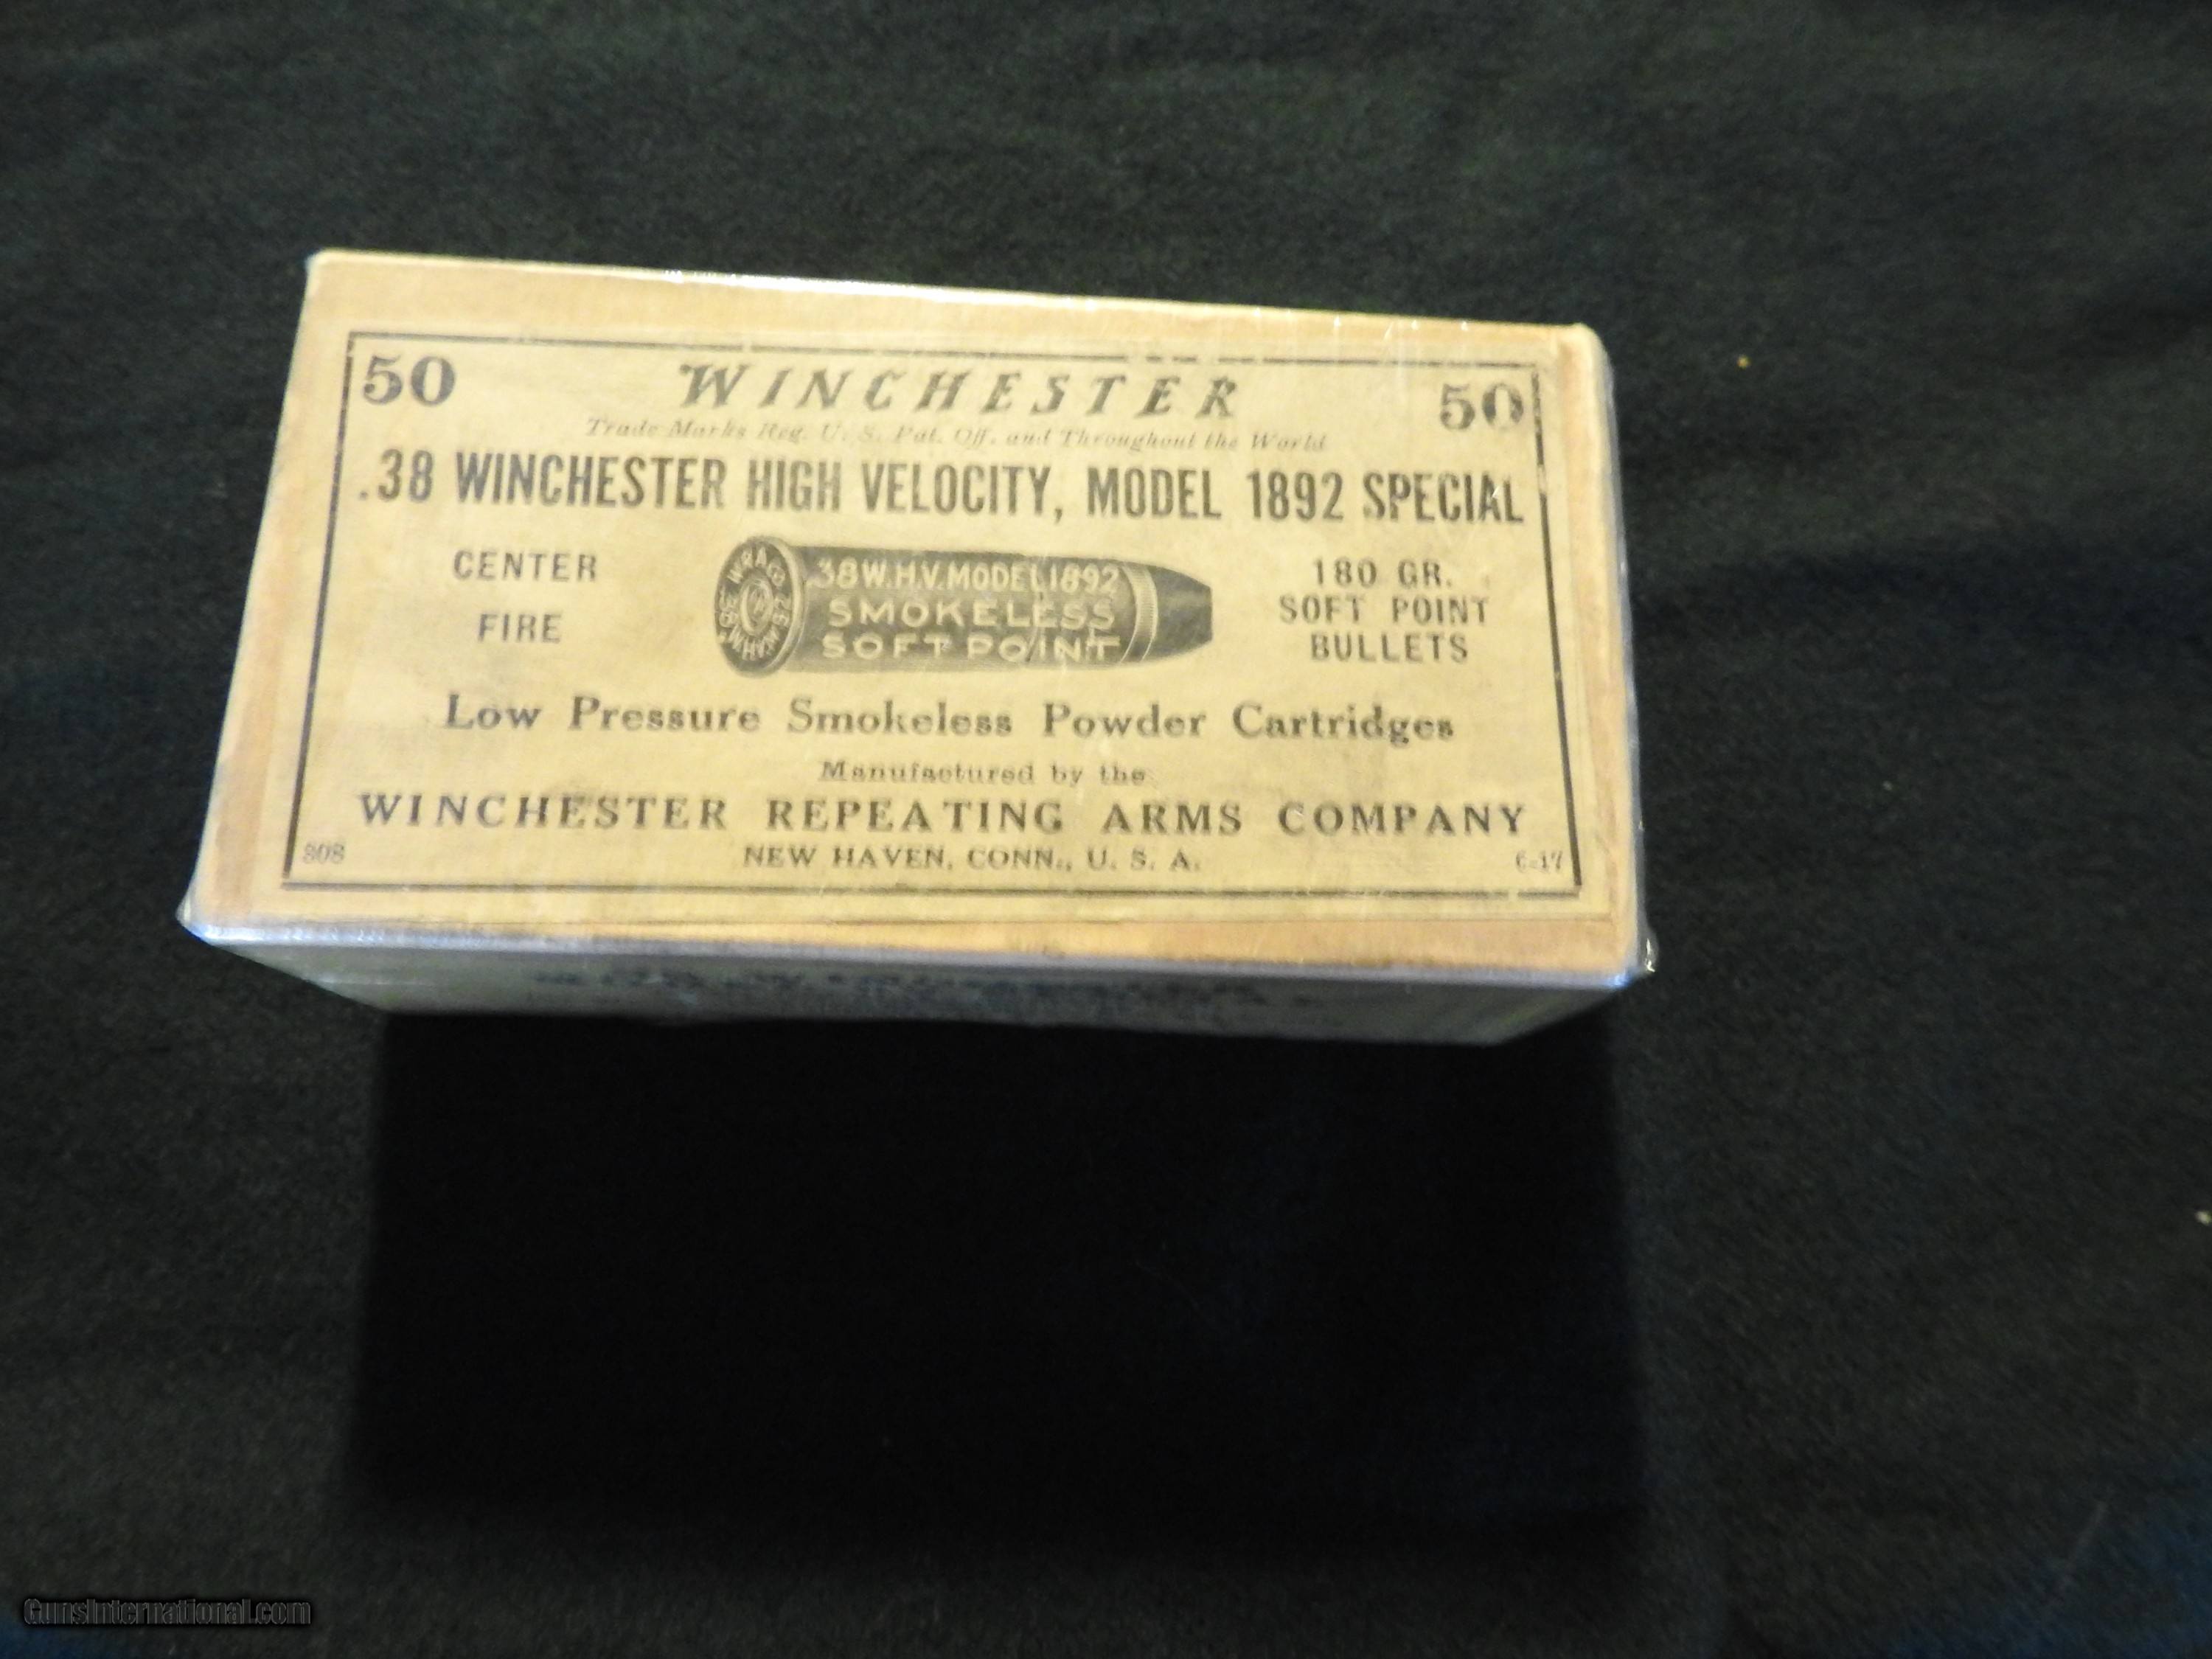 50 WINCHESTER 50
Trade Marks Reg. U. S. Pat. Off. and Throughout the World
.38 WINCHESTER HIGH VELOCITY, MODEL 1892 SPECIAL
CENTER
FIRE
W.R.A.Co.
38 W.H.V. MODEL 1892
SMOKELESS
SOFT POINT
180 GR.
SOFT POINT
BULLETS
Low Pressure Smokeless Powder Cartridges
Manufactured by the
WINCHESTER REPEATING ARMS COMPANY
NEW HAVEN, CONN., U. S. A.
308
6-17
GunsInternational.com